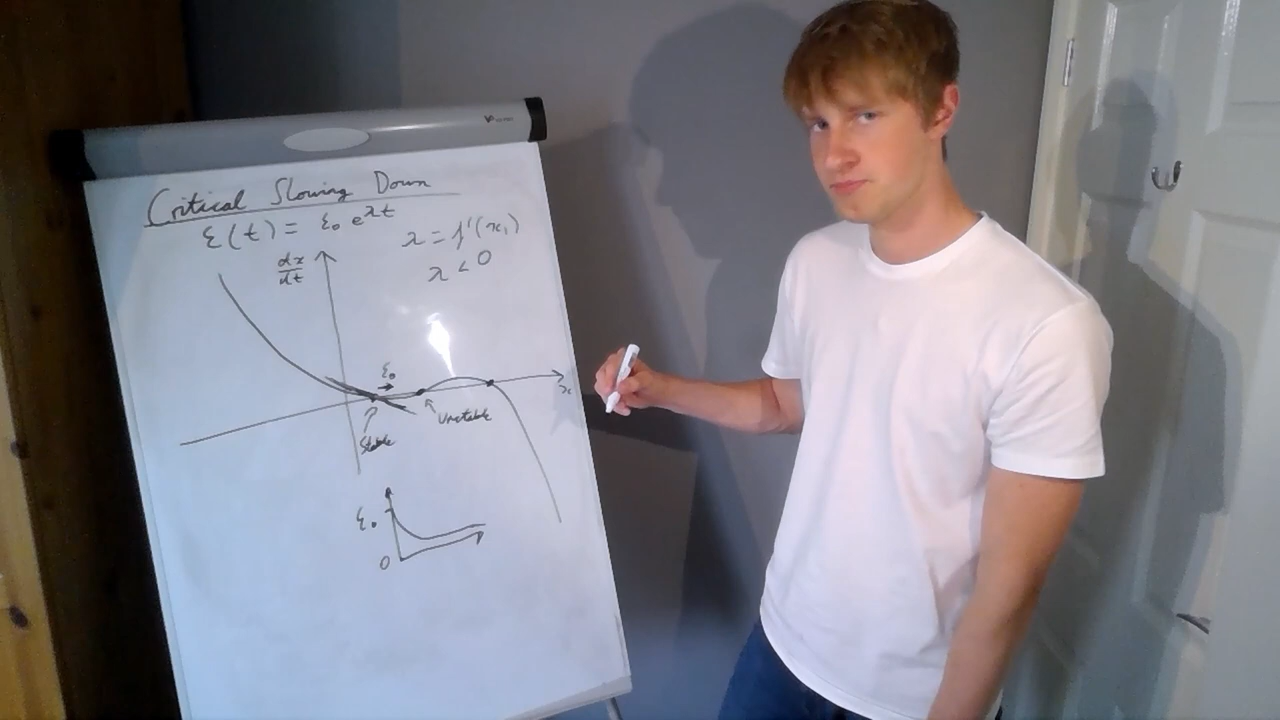 Critical Slowing Down
ε(t) = ε₀ e^λt
λ = f'(x₁)
λ < 0
dx/dt
ε₀
x
Stable
Unstable
ε₀
0